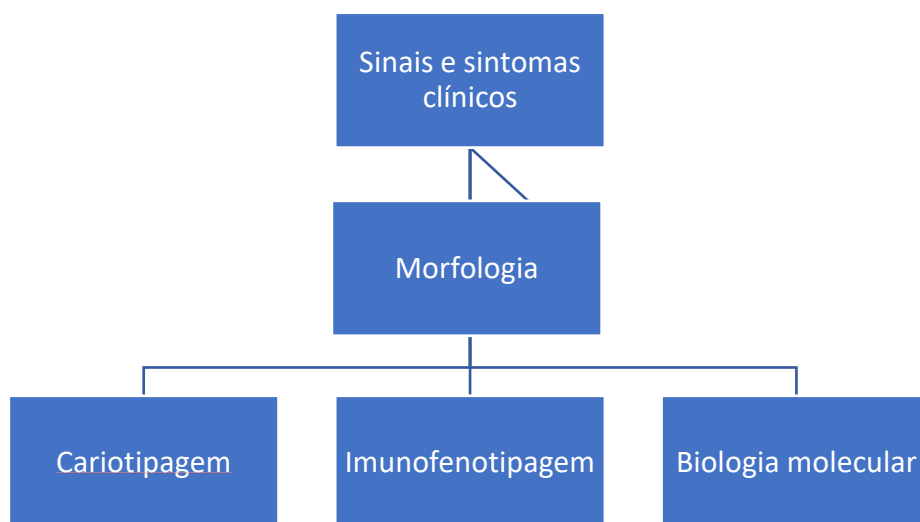 Sinais e sintomas
clínicos
Morfologia
Cariotipagem
Imunofenotipagem
Biologia molecular